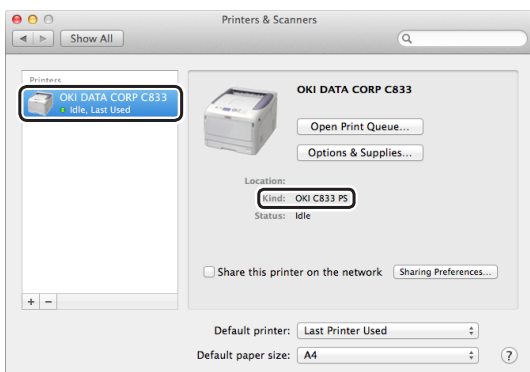 Printers & Scanners
Show All
Printers
OKI DATA CORP C833
Idle, Last Used
OKI DATA CORP C833
Open Print Queue...
Options & Supplies...
Location:
Kind: OKI C833 PS
Status: Idle
Share this printer on the network Sharing Preferences...
+ −
Default printer: Last Printer Used
Default paper size: A4 ?